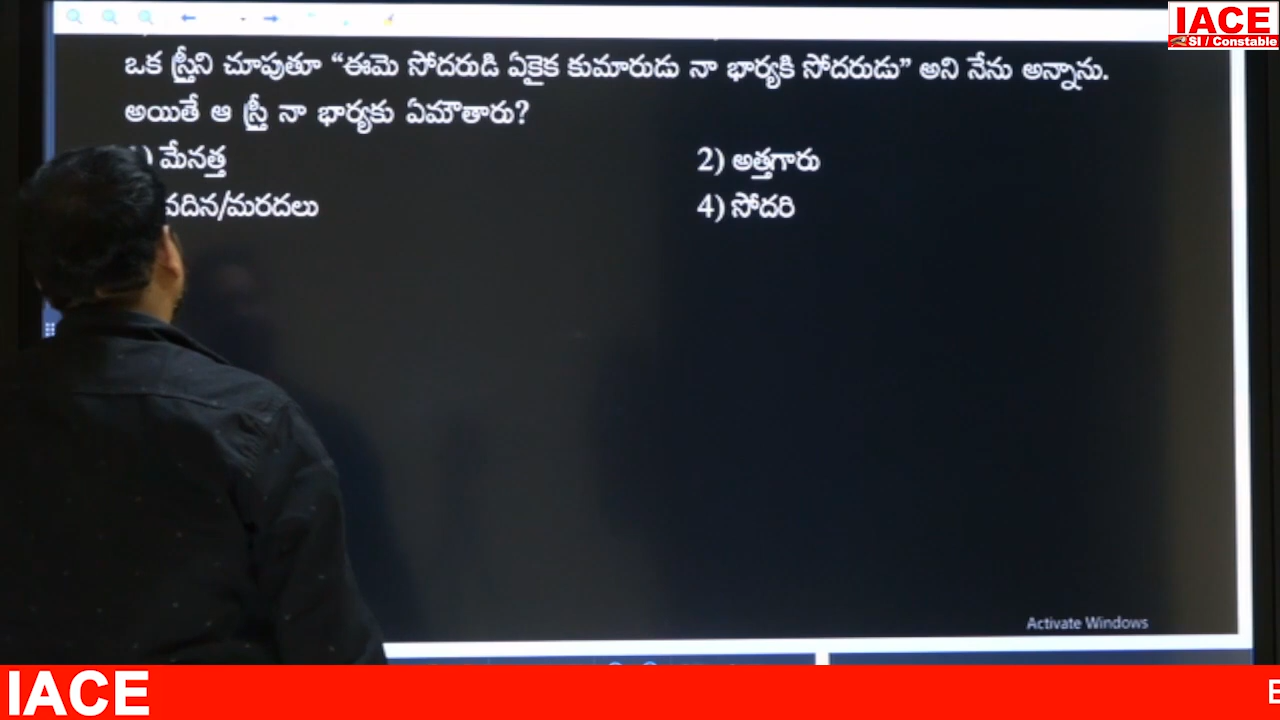 IACE
SI / Constable
ఒక స్త్రీని చూపుతూ “ఈమె సోదరుడి ఏకైక కుమారుడు నా భార్యకి సోదరుడు” అని నేను అన్నాను.
అయితే ఆ స్త్రీ నా భార్యకు ఏమౌతారు?
) మేనత్త 2) అత్తగారు
వదిన/మరదలు 4) సోదరి
Activate Windows
IACE